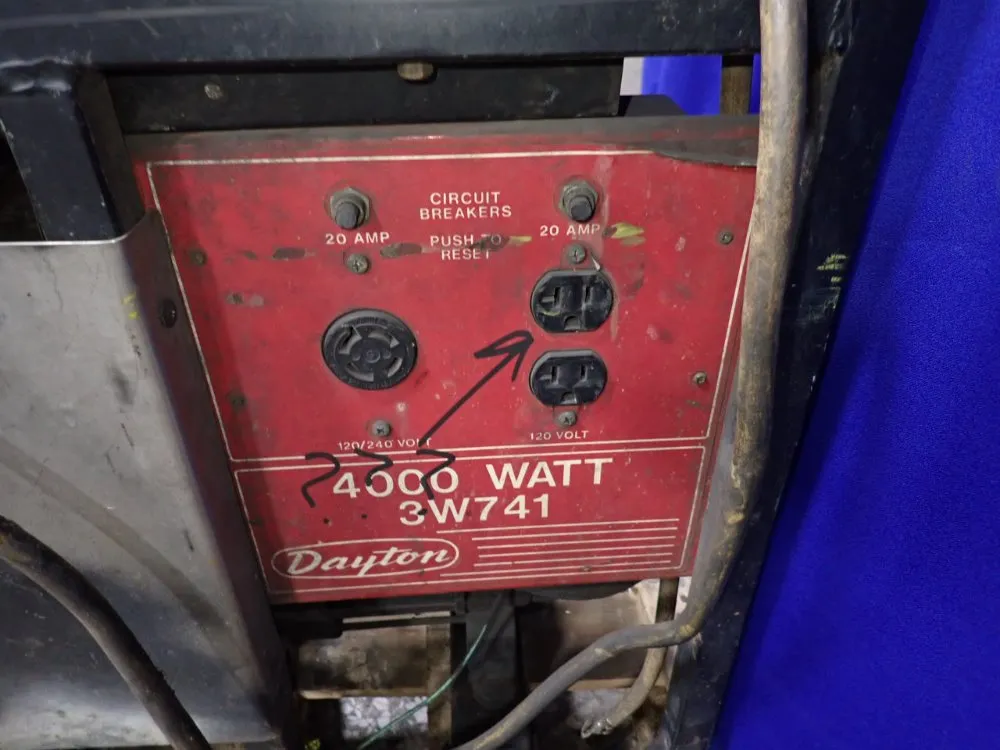 CIRCUIT
BREAKERS
20 AMP
PUSH TO
RESET
20 AMP
120/240 VOLT
120 VOLT
???
4000 WATT
3W741
Dayton